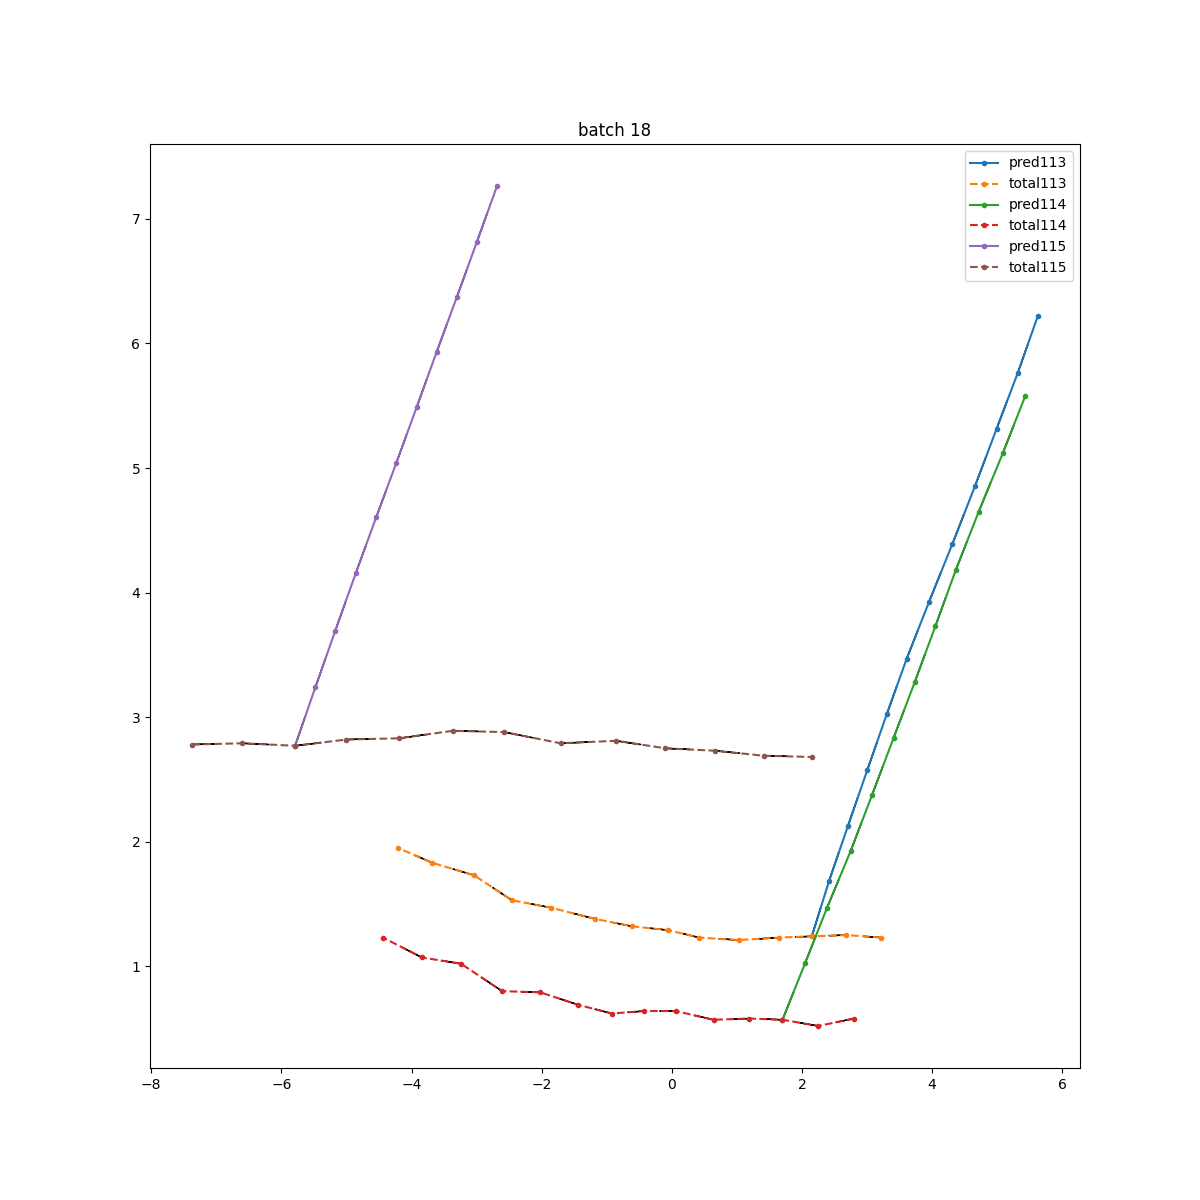 batch 18
pred113
total113
pred114
total114
pred115
total115
7
6
5
4
3
2
1
−8 −6 −4 −2 0 2 4 6